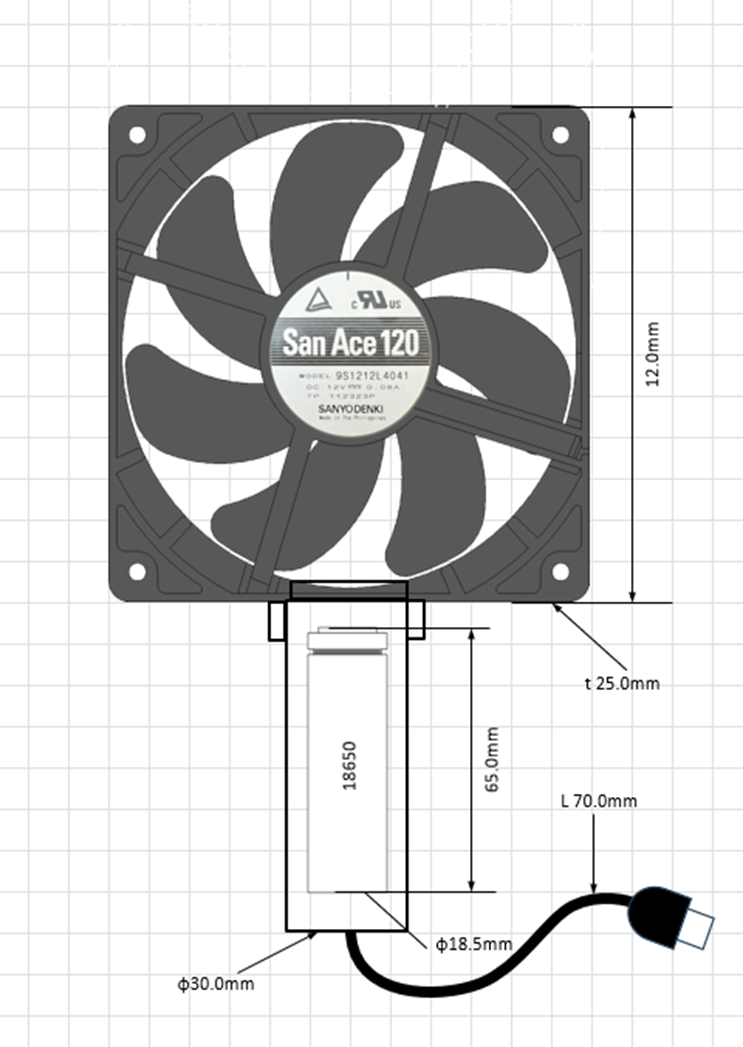 c RU US
San Ace 120
MODEL 9S1212L4041
DC 12V 0.08A
TP 112323P
SANYO DENKI
Made in The Philippines
12.0mm
t 25.0mm
18650
65.0mm
L 70.0mm
ϕ18.5mm
ϕ30.0mm